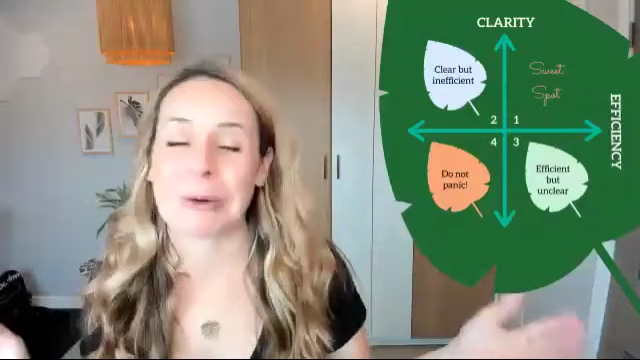 CLARITY
Clear but
inefficient
Sweet
Spot
2 1
EFFICIENCY
4 3
Do not
panic!
Efficient
but
unclear